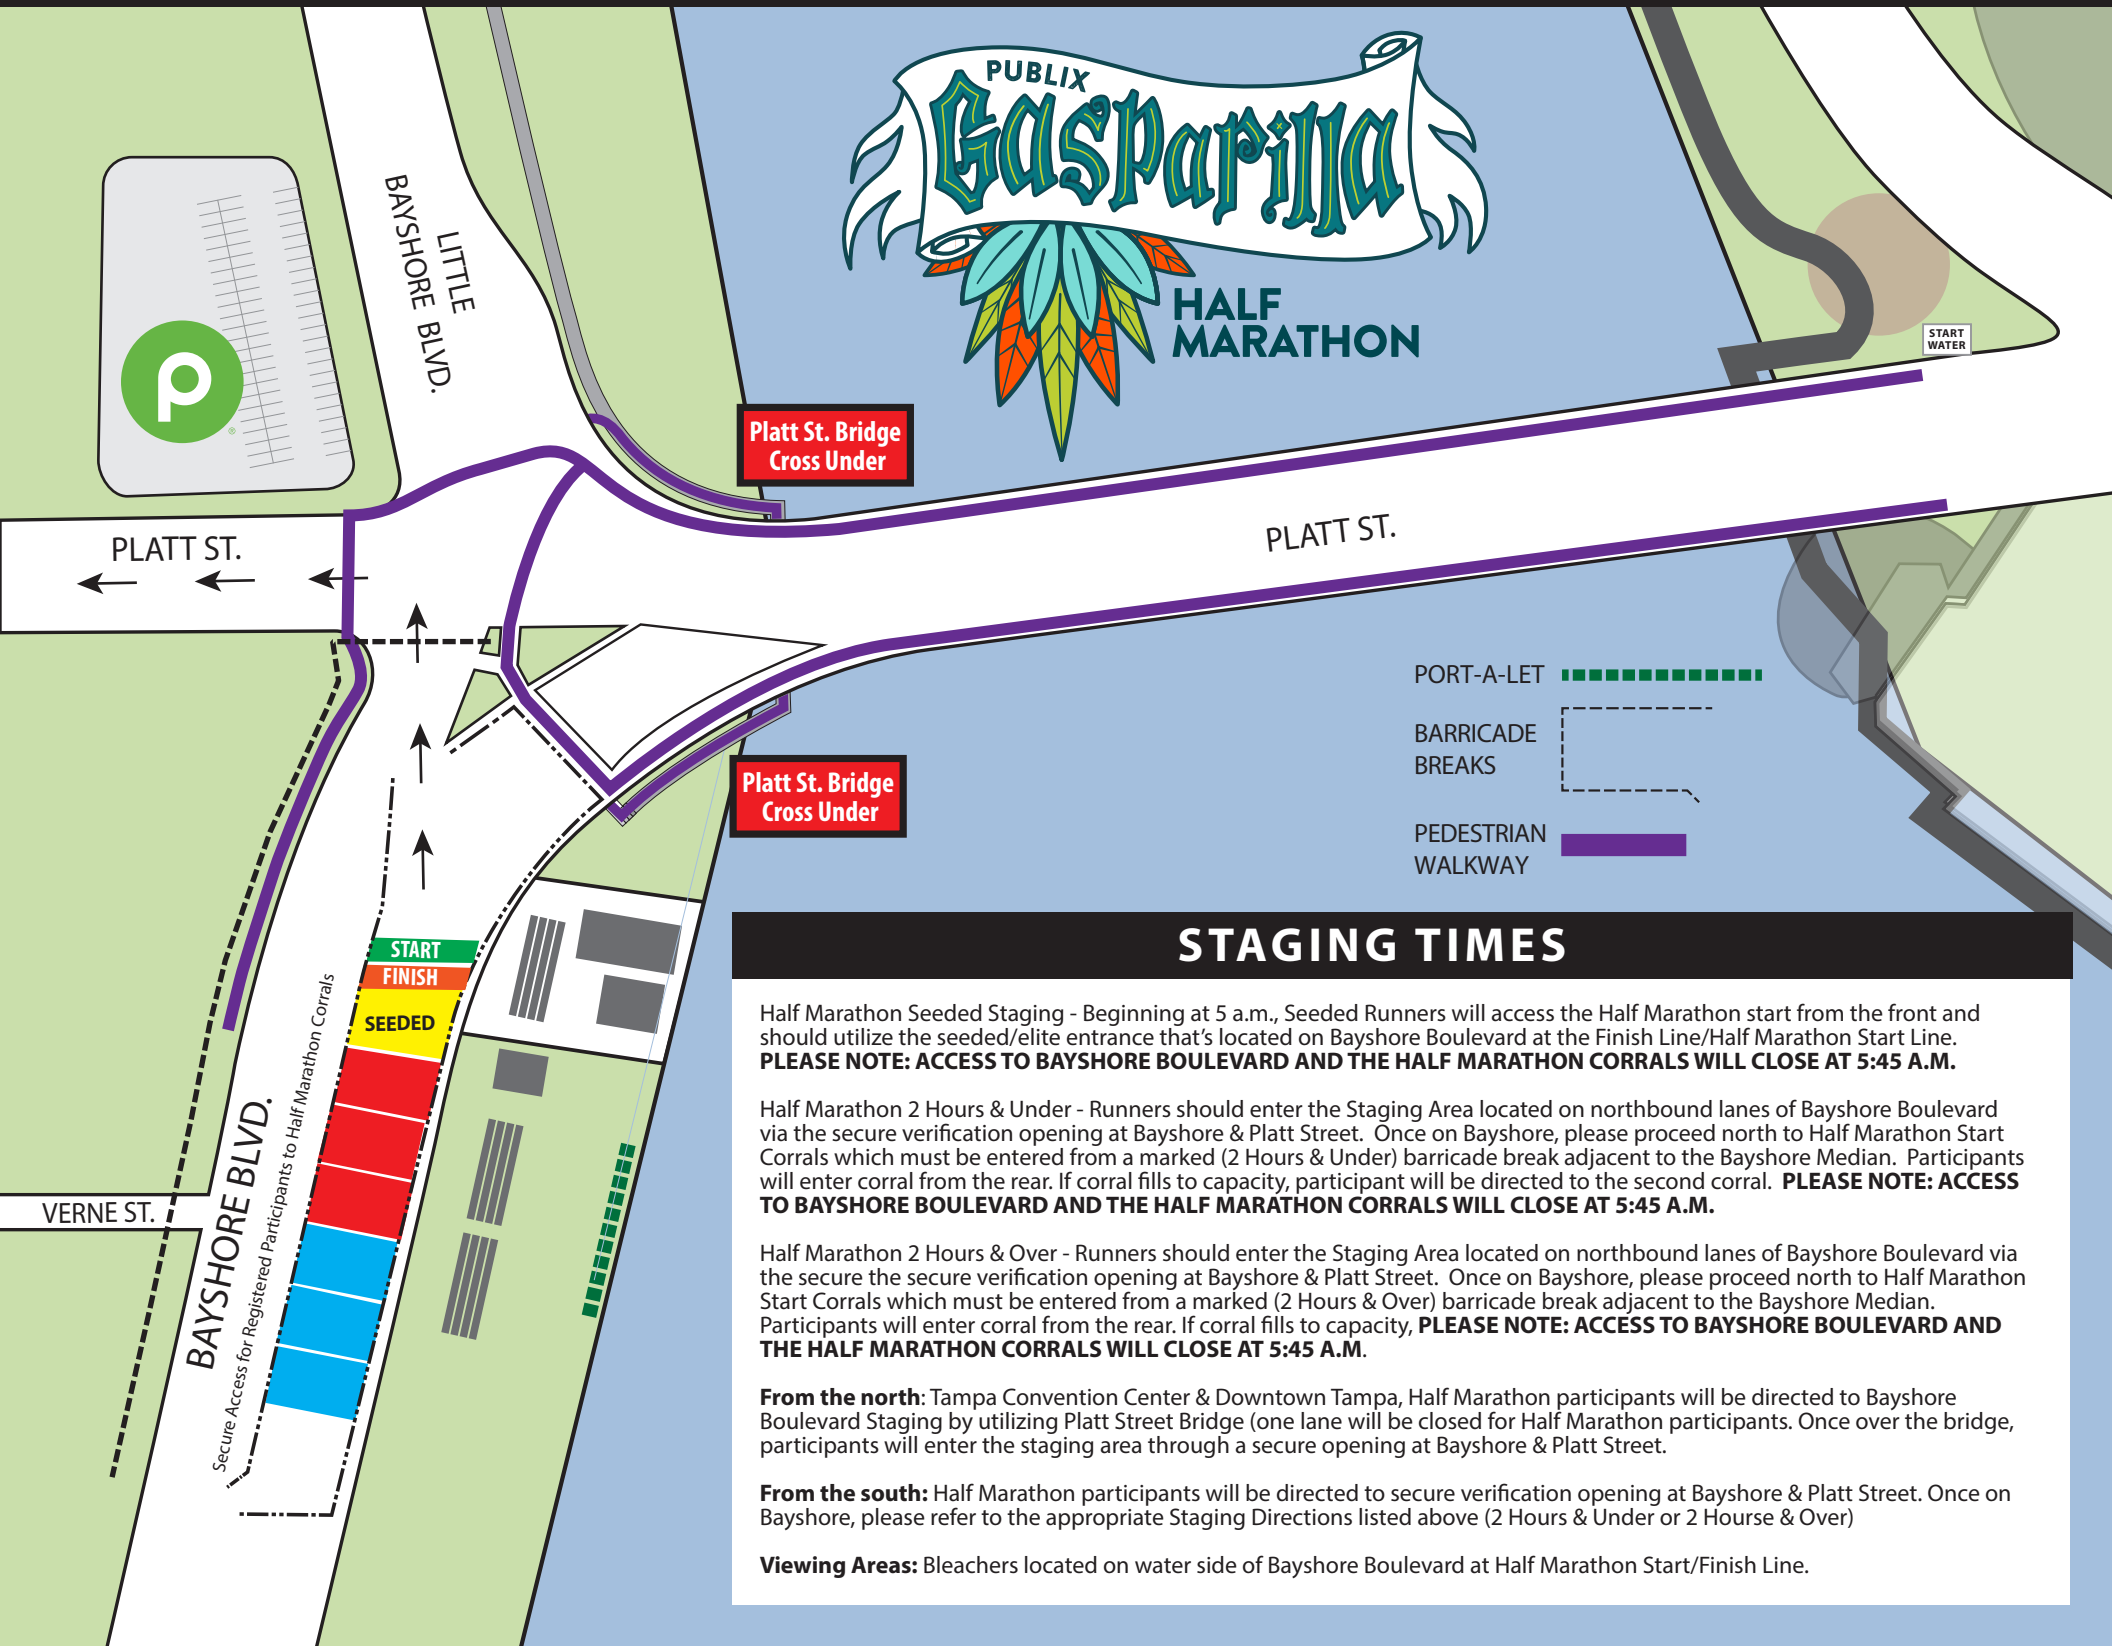 PUBLIX
Gasparilla
HALF
MARATHON
LITTLE
BAYSHORE BLVD.
START
WATER
Platt St. Bridge
Cross Under
PLATT ST.
PLATT ST.
Platt St. Bridge
Cross Under
PORT-A-LET
BARRICADE
BREAKS
PEDESTRIAN
WALKWAY
START
FINISH
SEEDED
Secure Access for Registered Participants to Half Marathon Corrals
BAYSHORE BLVD.
VERNE ST.
STAGING TIMES
Half Marathon Seeded Staging - Beginning at 5 a.m., Seeded Runners will access the Half Marathon start from the front and
should utilize the seeded/elite entrance that's located on Bayshore Boulevard at the Finish Line/Half Marathon Start Line.
PLEASE NOTE: ACCESS TO BAYSHORE BOULEVARD AND THE HALF MARATHON CORRALS WILL CLOSE AT 5:45 A.M.
Half Marathon 2 Hours & Under - Runners should enter the Staging Area located on northbound lanes of Bayshore Boulevard
via the secure verification opening at Bayshore & Platt Street. Once on Bayshore, please proceed north to Half Marathon Start
Corrals which must be entered from a marked (2 Hours & Under) barricade break adjacent to the Bayshore Median. Participants
will enter corral from the rear. If corral fills to capacity, participant will be directed to the second corral. PLEASE NOTE: ACCESS
TO BAYSHORE BOULEVARD AND THE HALF MARATHON CORRALS WILL CLOSE AT 5:45 A.M.
Half Marathon 2 Hours & Over - Runners should enter the Staging Area located on northbound lanes of Bayshore Boulevard via
the secure the secure verification opening at Bayshore & Platt Street. Once on Bayshore, please proceed north to Half Marathon
Start Corrals which must be entered from a marked (2 Hours & Over) barricade break adjacent to the Bayshore Median.
Participants will enter corral from the rear. If corral fills to capacity, PLEASE NOTE: ACCESS TO BAYSHORE BOULEVARD AND
THE HALF MARATHON CORRALS WILL CLOSE AT 5:45 A.M.
From the north: Tampa Convention Center & Downtown Tampa, Half Marathon participants will be directed to Bayshore
Boulevard Staging by utilizing Platt Street Bridge (one lane will be closed for Half Marathon participants. Once over the bridge,
participants will enter the staging area through a secure opening at Bayshore & Platt Street.
From the south: Half Marathon participants will be directed to secure verification opening at Bayshore & Platt Street. Once on
Bayshore, please refer to the appropriate Staging Directions listed above (2 Hours & Under or 2 Hourse & Over)
Viewing Areas: Bleachers located on water side of Bayshore Boulevard at Half Marathon Start/Finish Line.